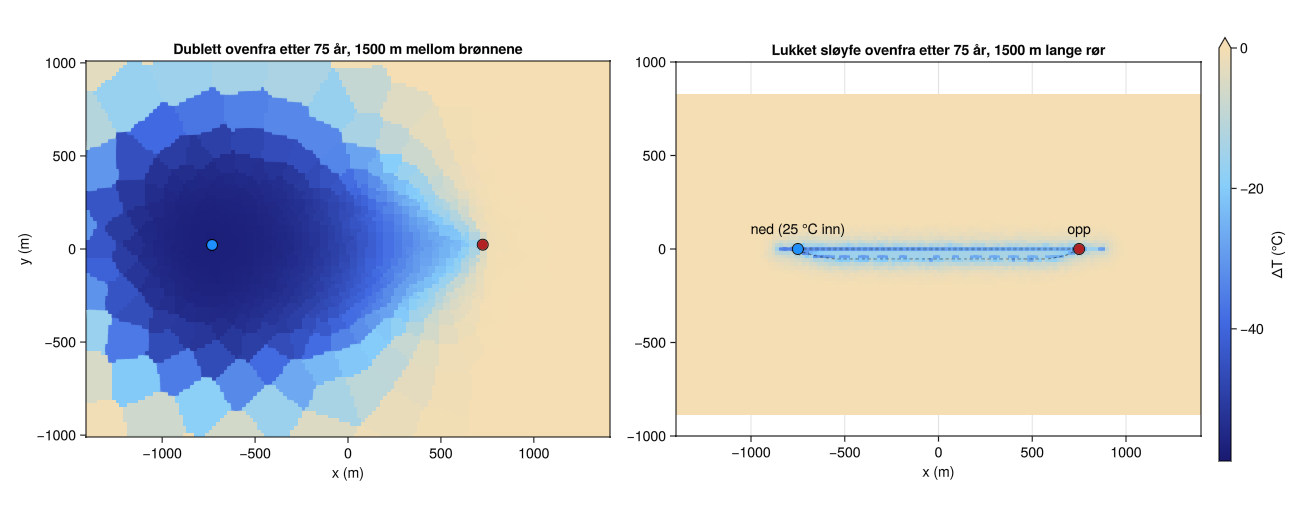 Dublett ovenfra etter 75 år, 1500 m mellom brønnene
1000
500
0
−500
−1000
y (m)
−1000
−500
0
500
1000
x (m)
Lukket sløyfe ovenfra etter 75 år, 1500 m lange rør
1000
500
0
−500
−1000
ned (25 °C inn)
opp
−1000
−500
0
500
1000
x (m)
0
−20
−40
ΔT (°C)